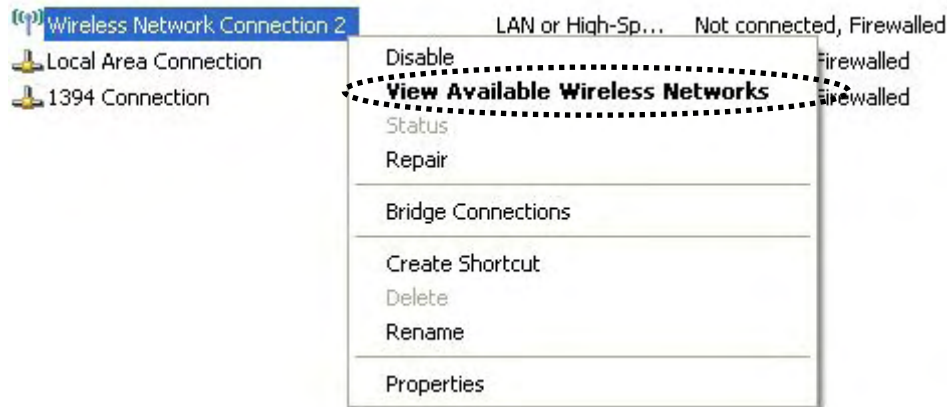 Wireless Network Connection 2 LAN or High-Sp... Not connected, Firewalled
Local Area Connection Disable Firewalled
1394 Connection View Available Wireless Networks Firewalled
Status
Repair
Bridge Connections
Create Shortcut
Delete
Rename
Properties